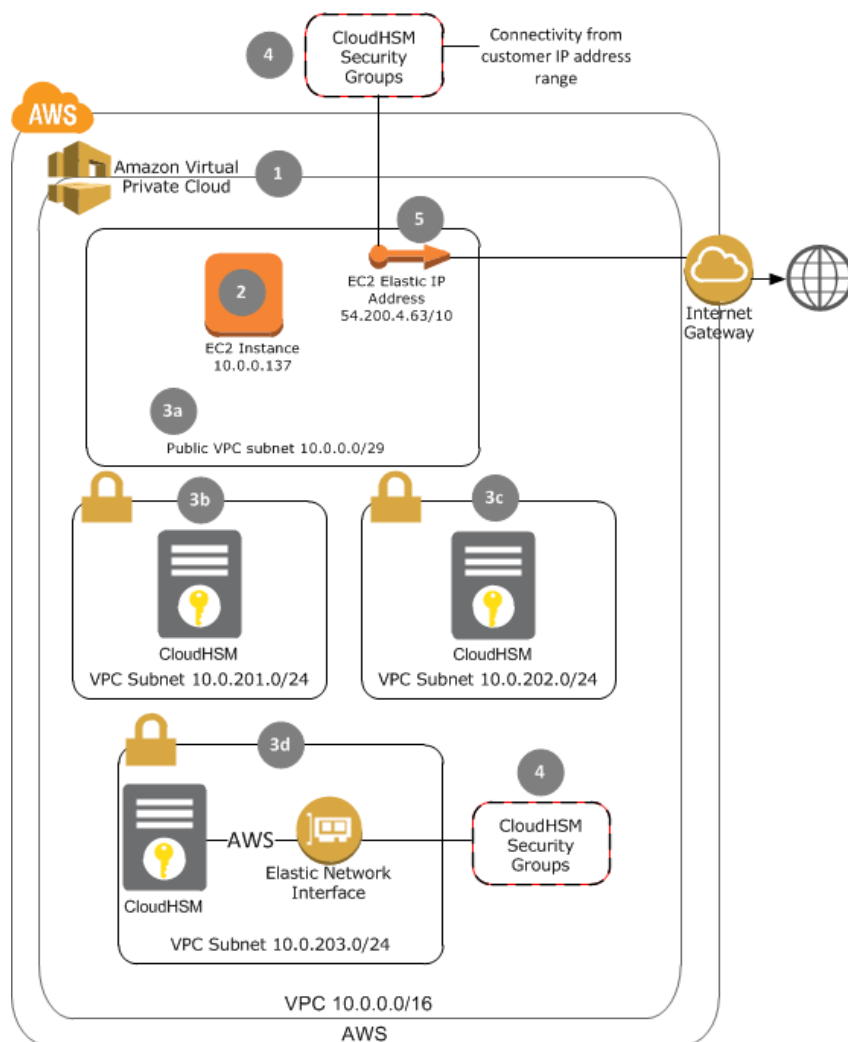 4
CloudHSM
Security
Groups
Connectivity from
customer IP address
range
AWS
Amazon Virtual
Private Cloud
1
5
2
EC2 Elastic IP
Address
54.200.4.63/10
EC2 Instance
10.0.0.137
Internet
Gateway
3a
Public VPC subnet 10.0.0.0/29
3b
CloudHSM
VPC Subnet 10.0.201.0/24
3c
CloudHSM
VPC Subnet 10.0.202.0/24
3d
CloudHSM
AWS
Elastic Network
Interface
VPC Subnet 10.0.203.0/24
4
CloudHSM
Security
Groups
VPC 10.0.0.0/16
AWS